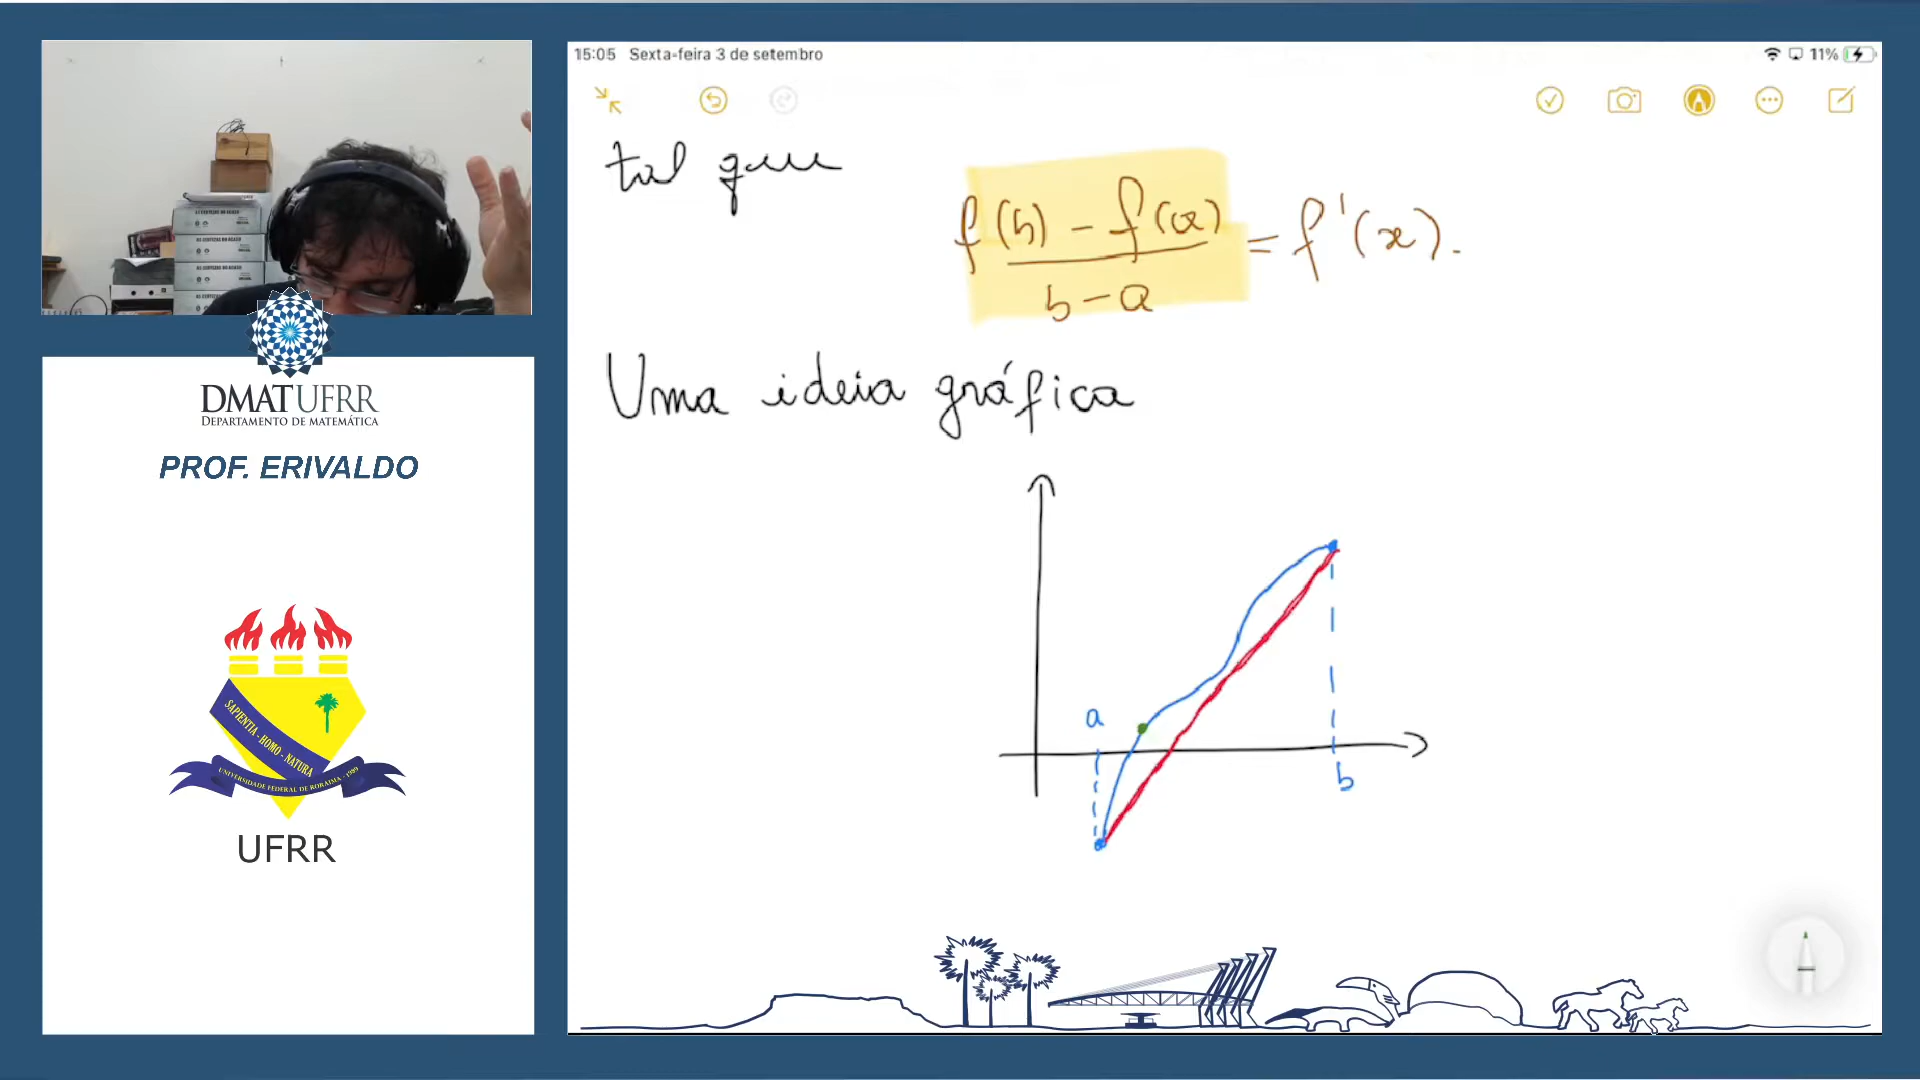 15:05 Sexta-feira 3 de setembro
11%
tal que
f(b) - f(a)
b - a
= f'(x).
Uma ideia gráfica
a
b
DMATUFRR
DEPARTAMENTO DE MATEMÁTICA
PROF. ERIVALDO
SAPIENTIA - HOMO - NATURA
UNIVERSIDADE FEDERAL DE RORAIMA - 1989
UFRR